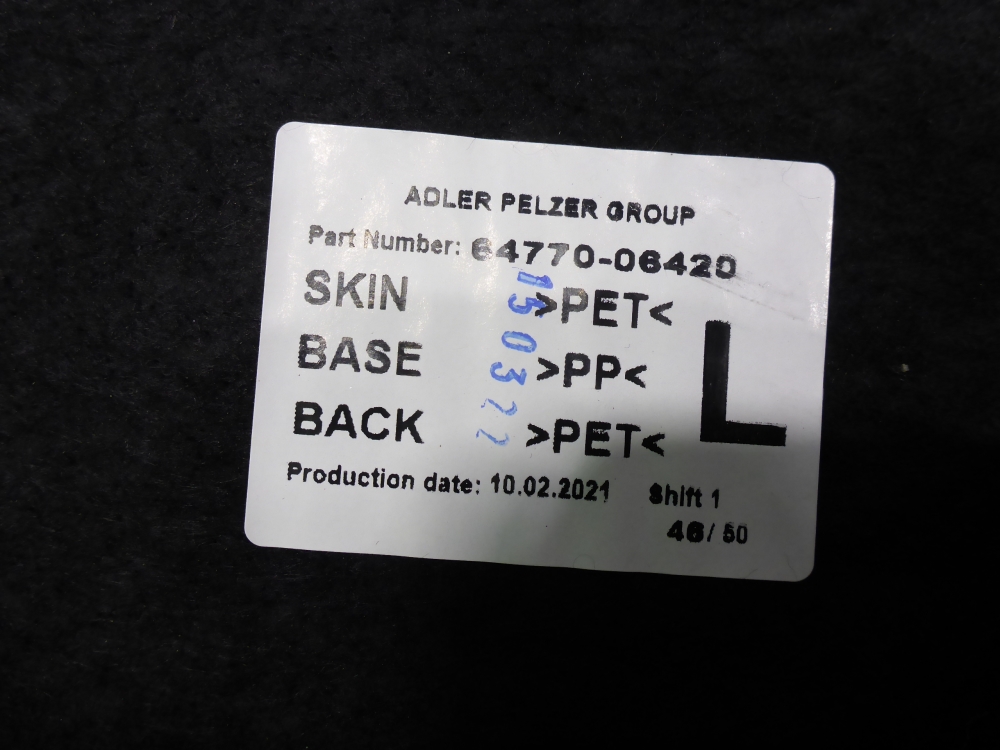 ADLER PELZER GROUP
Part Number: 64770-06420
SKIN >PET<
BASE >PP<
BACK >PET<
L
150322
Production date: 10.02.2021 Shift 1
46/ 50